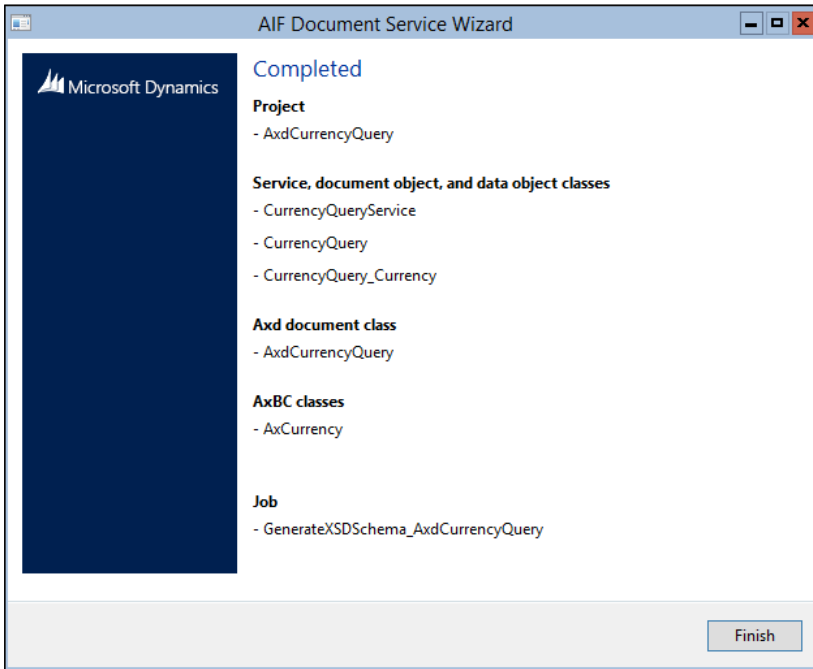 AIF Document Service Wizard
Microsoft Dynamics
Completed
Project
- AxdCurrencyQuery
Service, document object, and data object classes
- CurrencyQueryService
- CurrencyQuery
- CurrencyQuery_Currency
Axd document class
- AxdCurrencyQuery
AxBC classes
- AxCurrency
Job
- GenerateXSDSchema_AxdCurrencyQuery
Finish